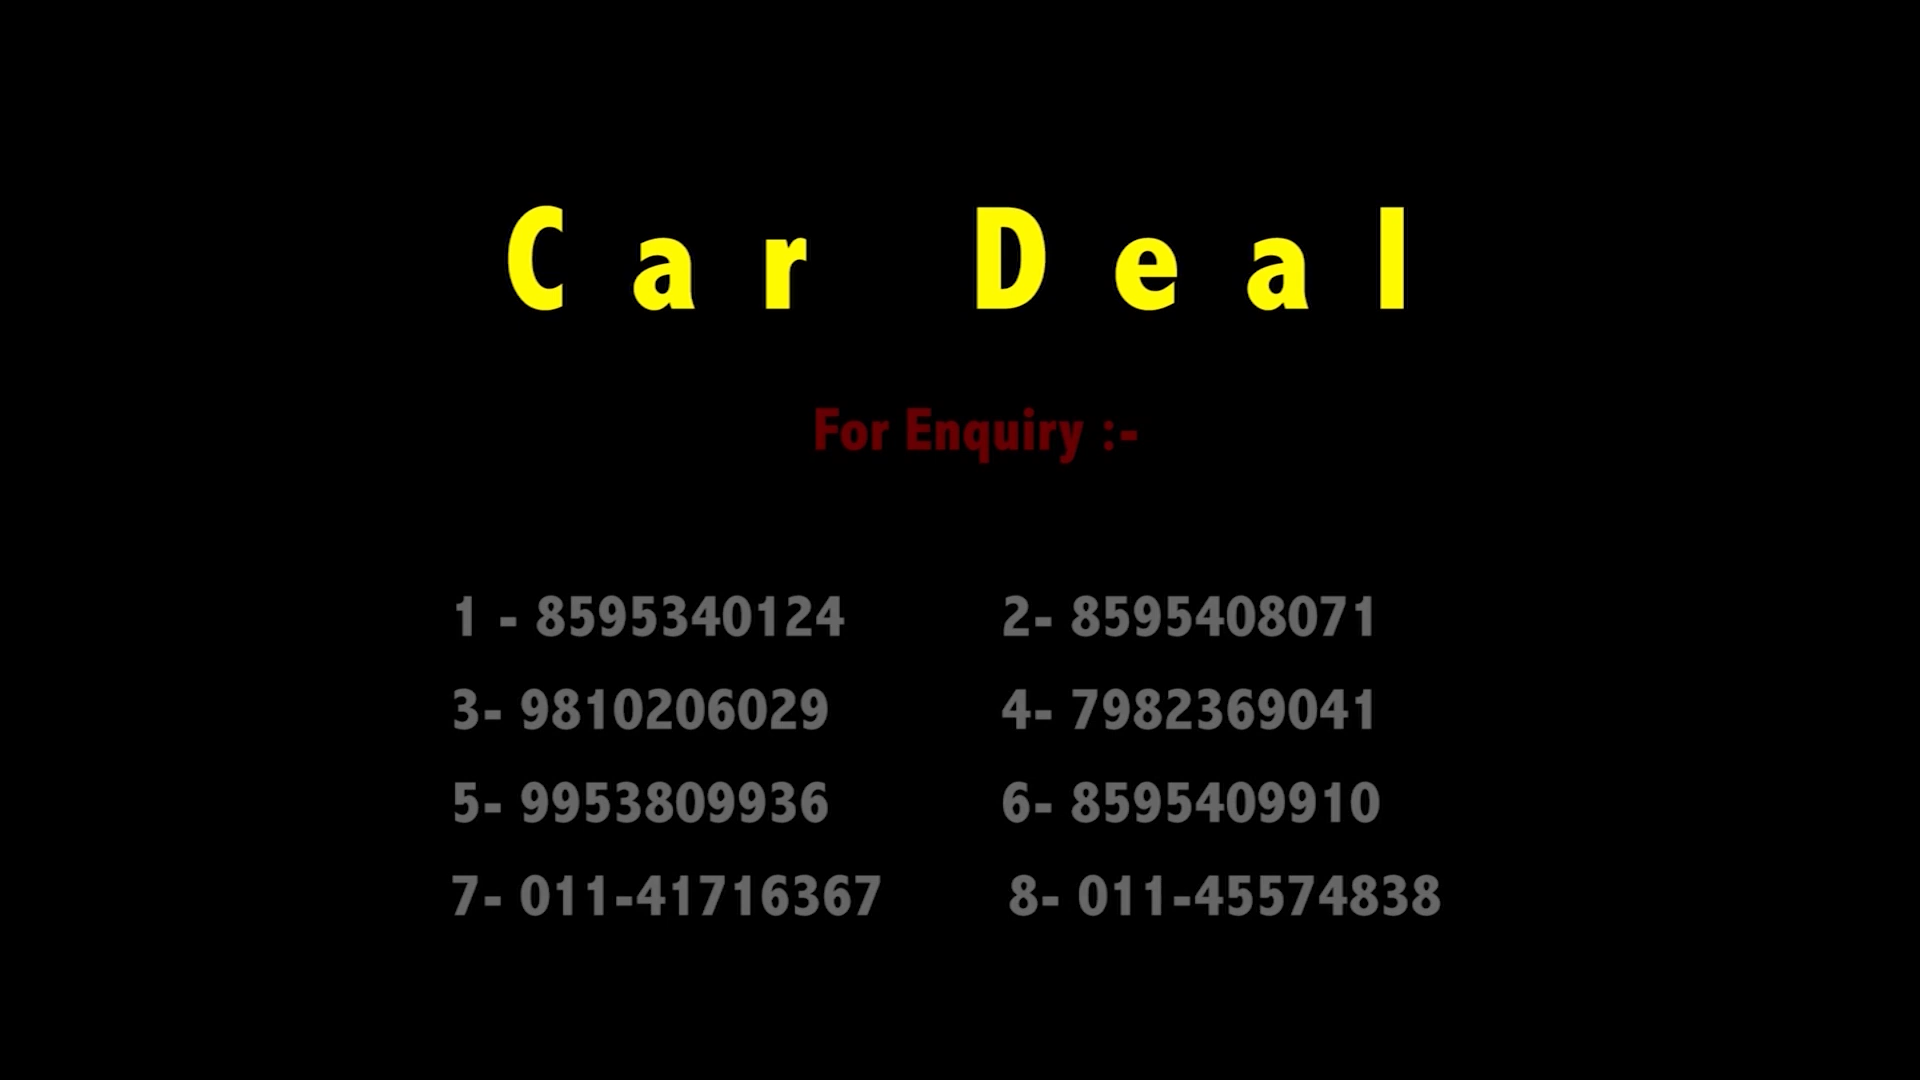 Car Deal
For Enquiry :-
1 - 8595340124 2- 8595408071
3- 9810206029 4- 7982369041
5- 9953809936 6- 8595409910
7- 011-41716367 8- 011-45574838